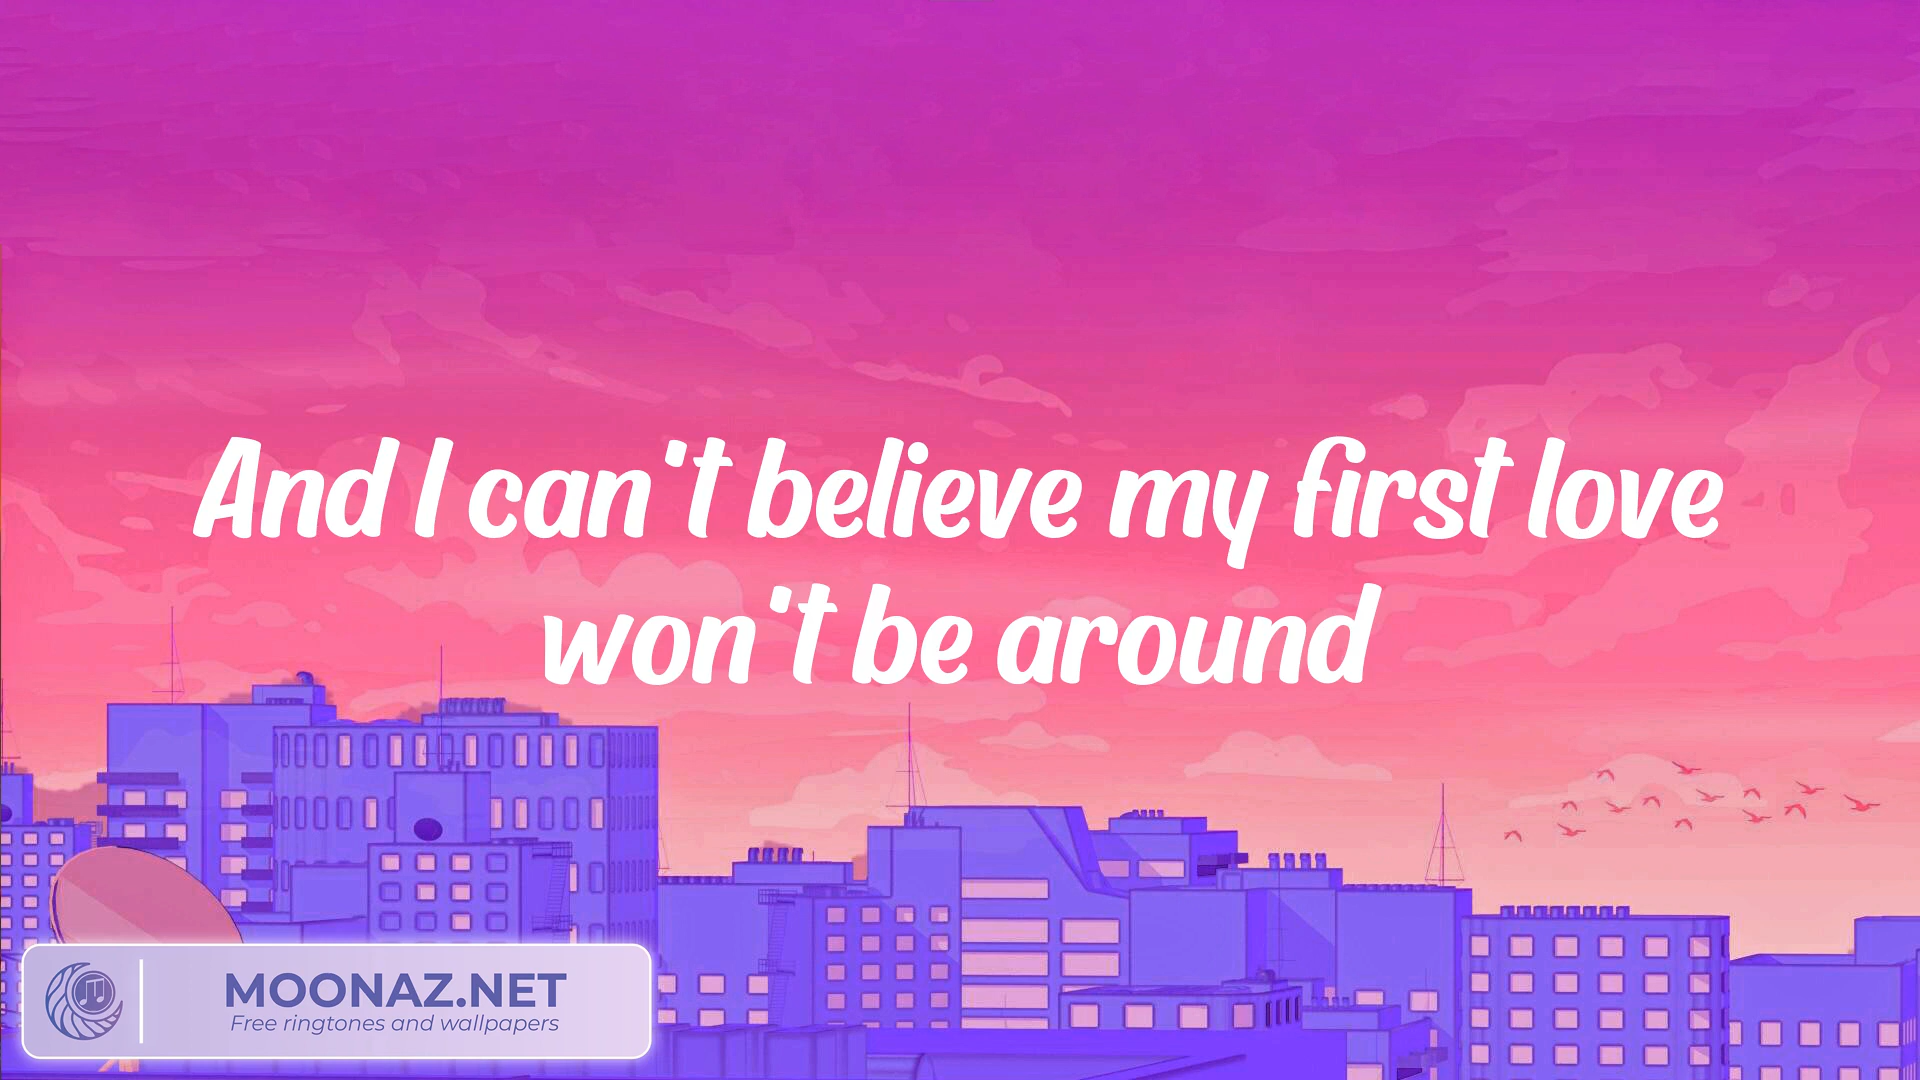 And I can't believe my first love
won't be around
MOONAZ.NET
Free ringtones and wallpapers